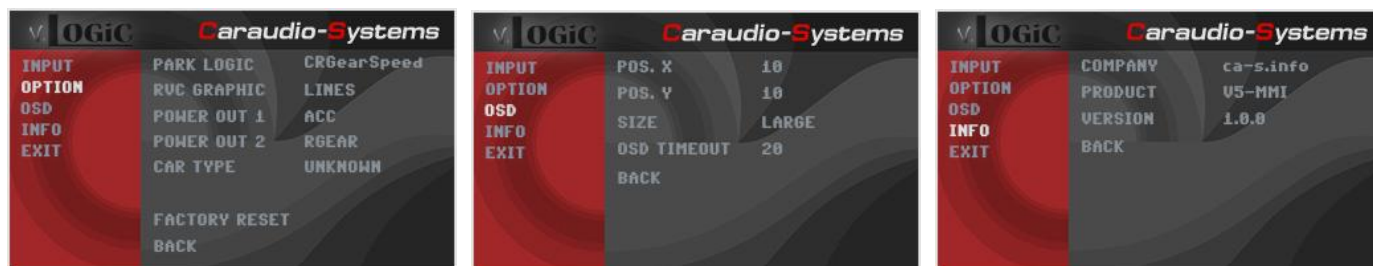 v.LOGiC Caraudio-Systems
INPUT
OPTION
OSD
INFO
EXIT
PARK LOGIC CRGearSpeed
RVC GRAPHIC LINES
POWER OUT 1 ACC
POWER OUT 2 RGEAR
CAR TYPE UNKNOWN
FACTORY RESET
BACK
v.LOGiC Caraudio-Systems
INPUT
OPTION
OSD
INFO
EXIT
POS. X 10
POS. Y 10
SIZE LARGE
OSD TIMEOUT 20
BACK
v.LOGiC Caraudio-Systems
INPUT
OPTION
OSD
INFO
EXIT
COMPANY ca-s.info
PRODUCT V5-MMI
VERSION 1.0.0
BACK